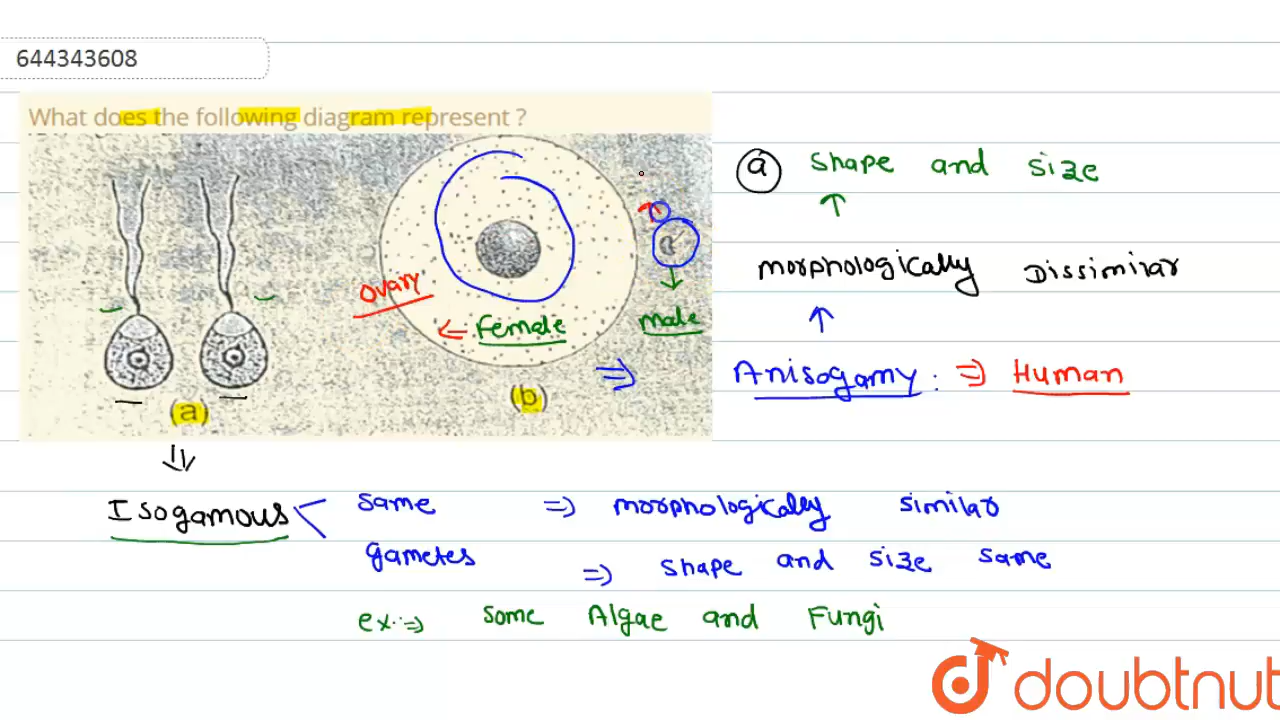 644343608
What does the following diagram represent ?
(a)
(b)
Ovary
Female
male
a shape and size
morphologically Dissimilar
Anisogamy : ⇒ Human
Isogamous
same ⇒ morphologically similar
gametes ⇒ shape and size same
ex:⇒ some Algae and Fungi
doubtnut